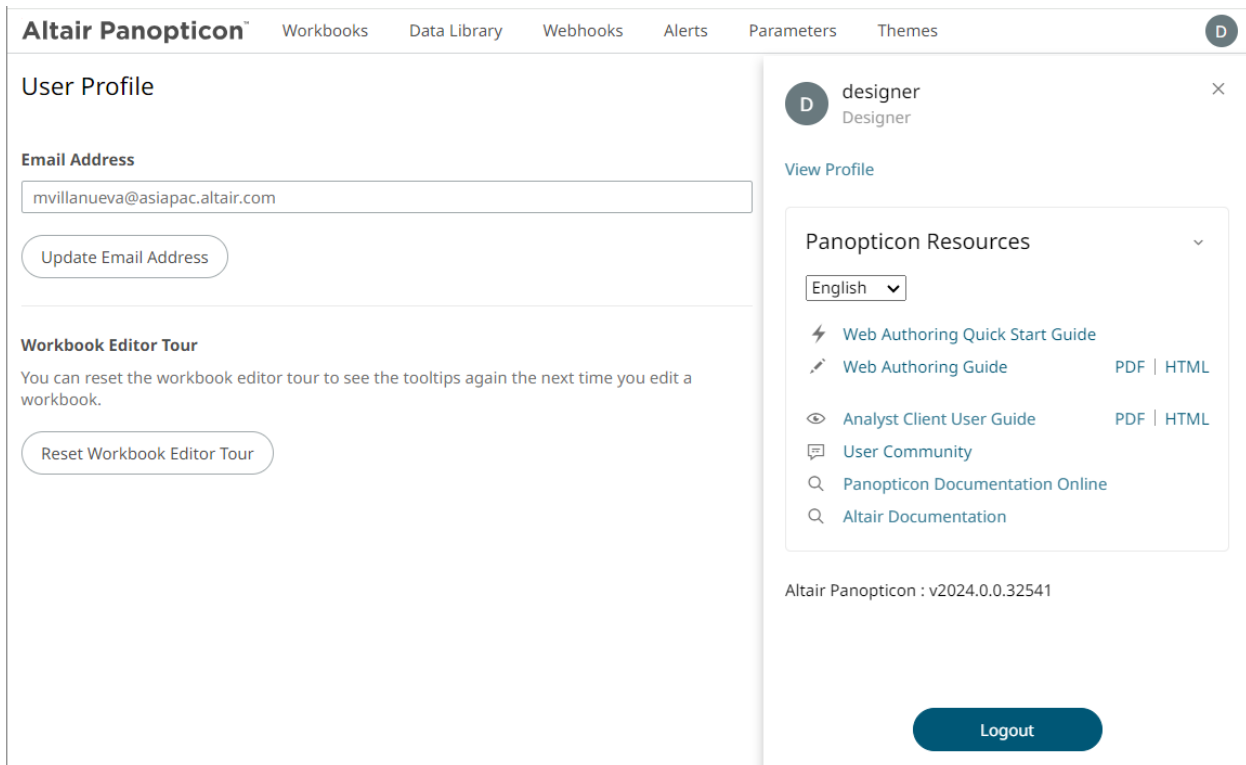 Altair Panopticon™ Workbooks Data Library Webhooks Alerts Parameters Themes D
User Profile
Email Address
mvillanueva@asiapac.altair.com
Update Email Address
Workbook Editor Tour
You can reset the workbook editor tour to see the tooltips again the next time you edit a
workbook.
Reset Workbook Editor Tour
D
designer
Designer
View Profile
Panopticon Resources
English
Web Authoring Quick Start Guide
Web Authoring Guide PDF | HTML
Analyst Client User Guide PDF | HTML
User Community
Panopticon Documentation Online
Altair Documentation
Altair Panopticon : v2024.0.0.32541
Logout